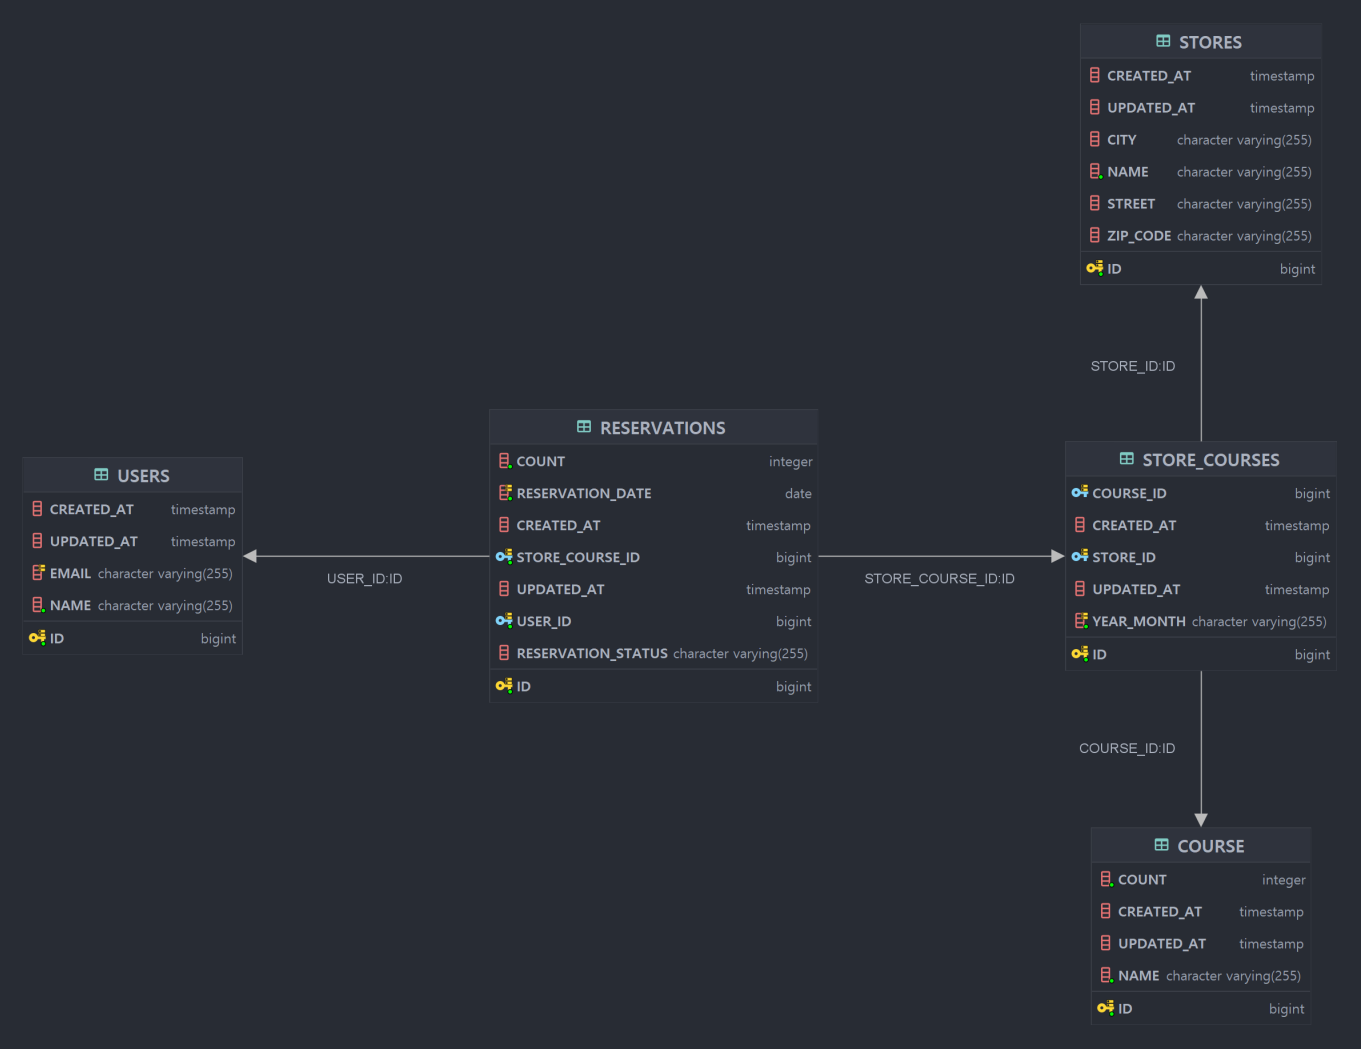 STORES
CREATED_AT timestamp
UPDATED_AT timestamp
CITY character varying(255)
NAME character varying(255)
STREET character varying(255)
ZIP_CODE character varying(255)
ID bigint
STORE_ID:ID
USERS
CREATED_AT timestamp
UPDATED_AT timestamp
EMAIL character varying(255)
NAME character varying(255)
ID bigint
USER_ID:ID
RESERVATIONS
COUNT integer
RESERVATION_DATE date
CREATED_AT timestamp
STORE_COURSE_ID bigint
UPDATED_AT timestamp
USER_ID bigint
RESERVATION_STATUS character varying(255)
ID bigint
STORE_COURSE_ID:ID
STORE_COURSES
COURSE_ID bigint
CREATED_AT timestamp
STORE_ID bigint
UPDATED_AT timestamp
YEAR_MONTH character varying(255)
ID bigint
COURSE_ID:ID
COURSE
COUNT integer
CREATED_AT timestamp
UPDATED_AT timestamp
NAME character varying(255)
ID bigint